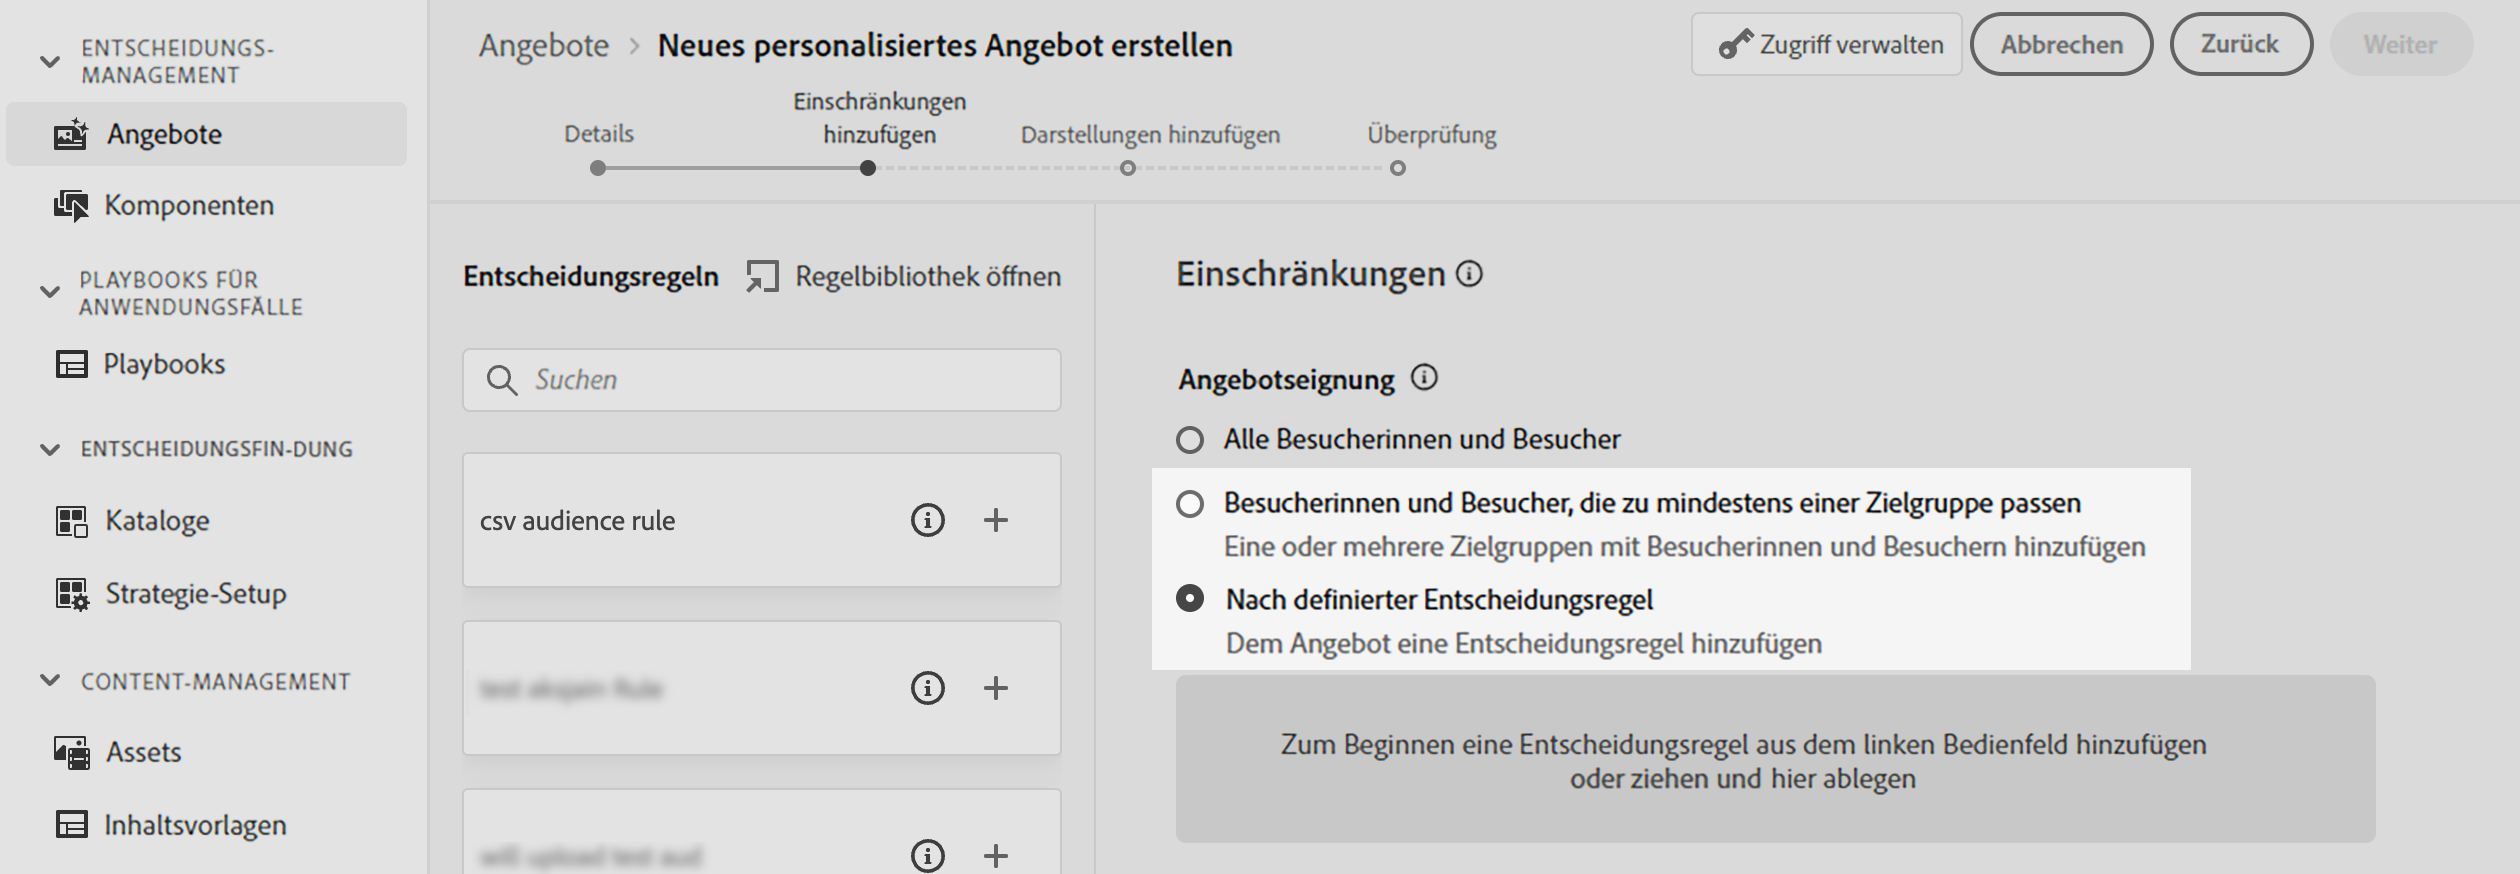 ENTSCHEIDUNGS-
MANAGEMENT
Angebote
Komponenten
PLAYBOOKS FÜR
ANWENDUNGSFÄLLE
Playbooks
ENTSCHEIDUNGSFIN-DUNG
Kataloge
Strategie-Setup
CONTENT-MANAGEMENT
Assets
Inhaltsvorlagen
Angebote > Neues personalisiertes Angebot erstellen
Zugriff verwalten
Abbrechen
Zurück
Weiter
Details
Einschränkungen
hinzufügen
Darstellungen hinzufügen
Überprüfung
Entscheidungsregeln
Regelbibliothek öffnen
Suchen
csv audience rule
Einschränkungen
Angebotseignung
Alle Besucherinnen und Besucher
Besucherinnen und Besucher, die zu mindestens einer Zielgruppe passen
Eine oder mehrere Zielgruppen mit Besucherinnen und Besuchern hinzufügen
Nach definierter Entscheidungsregel
Dem Angebot eine Entscheidungsregel hinzufügen
Zum Beginnen eine Entscheidungsregel aus dem linken Bedienfeld hinzufügen
oder ziehen und hier ablegen